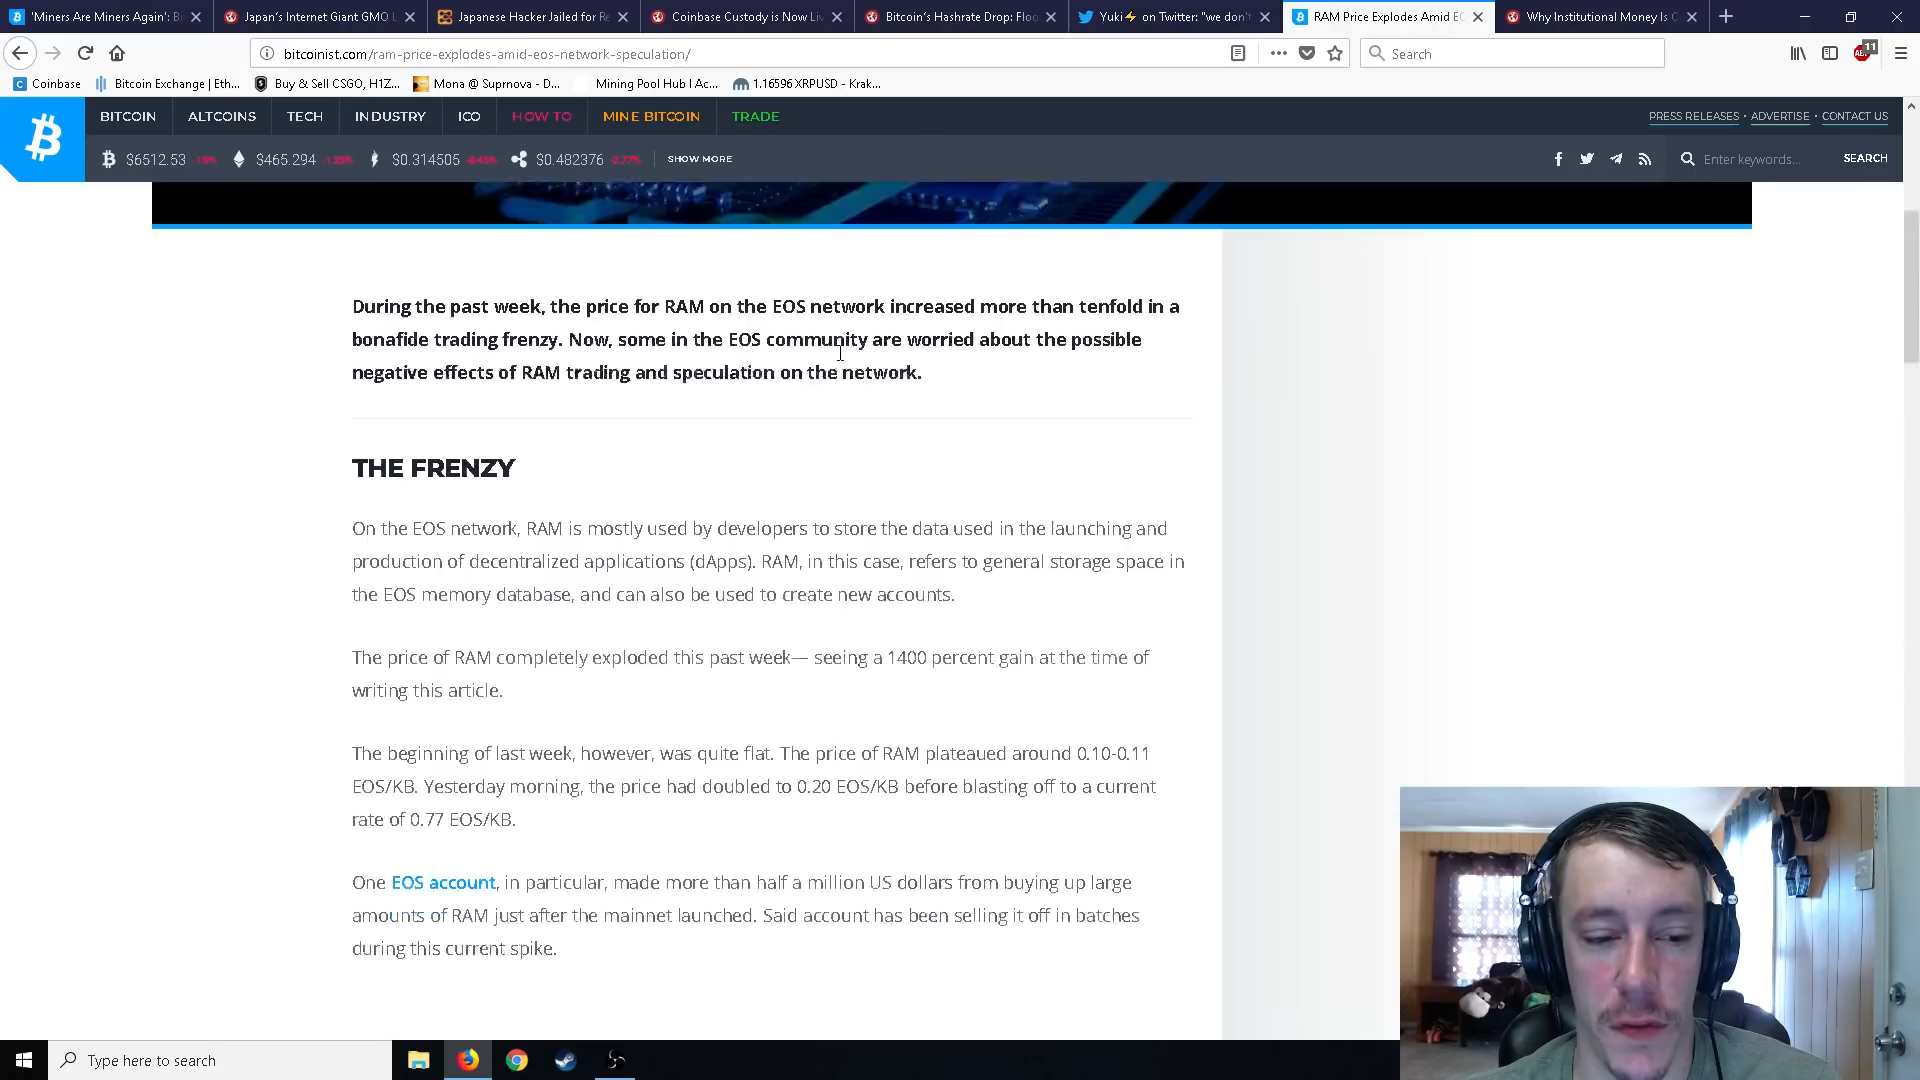 'Miners Are Miners Again': B
Japan's Internet Giant GMO L
Japanese Hacker Jailed for Re
Coinbase Custody is Now Liv
Bitcoin's Hashrate Drop: Floo
Yuki⚡ on Twitter: "we don't
RAM Price Explodes Amid EO
Why Institutional Money Is C
bitcoinist.com/ram-price-explodes-amid-eos-network-speculation/
Search
11
Coinbase
Bitcoin Exchange | Eth...
Buy & Sell CSGO, H1Z...
Mona @ Suprnova - D...
Mining Pool Hub | Ac...
1.16596 XRPUSD - Krak...
BITCOIN
ALTCOINS
TECH
INDUSTRY
ICO
HOW TO
MINE BITCOIN
TRADE
PRESS RELEASES • ADVERTISE • CONTACT US
$6512.53
$465.294
$0.314505
$0.482376
SHOW MORE
Enter keywords...
SEARCH
During the past week, the price for RAM on the EOS network increased more than tenfold in a
bonafide trading frenzy. Now, some in the EOS community are worried about the possible
negative effects of RAM trading and speculation on the network.
THE FRENZY
On the EOS network, RAM is mostly used by developers to store the data used in the launching and
production of decentralized applications (dApps). RAM, in this case, refers to general storage space in
the EOS memory database, and can also be used to create new accounts.
The price of RAM completely exploded this past week— seeing a 1400 percent gain at the time of
writing this article.
The beginning of last week, however, was quite flat. The price of RAM plateaued around 0.10-0.11
EOS/KB. Yesterday morning, the price had doubled to 0.20 EOS/KB before blasting off to a current
rate of 0.77 EOS/KB.
One EOS account, in particular, made more than half a million US dollars from buying up large
amounts of RAM just after the mainnet launched. Said account has been selling it off in batches
during this current spike.
Type here to search